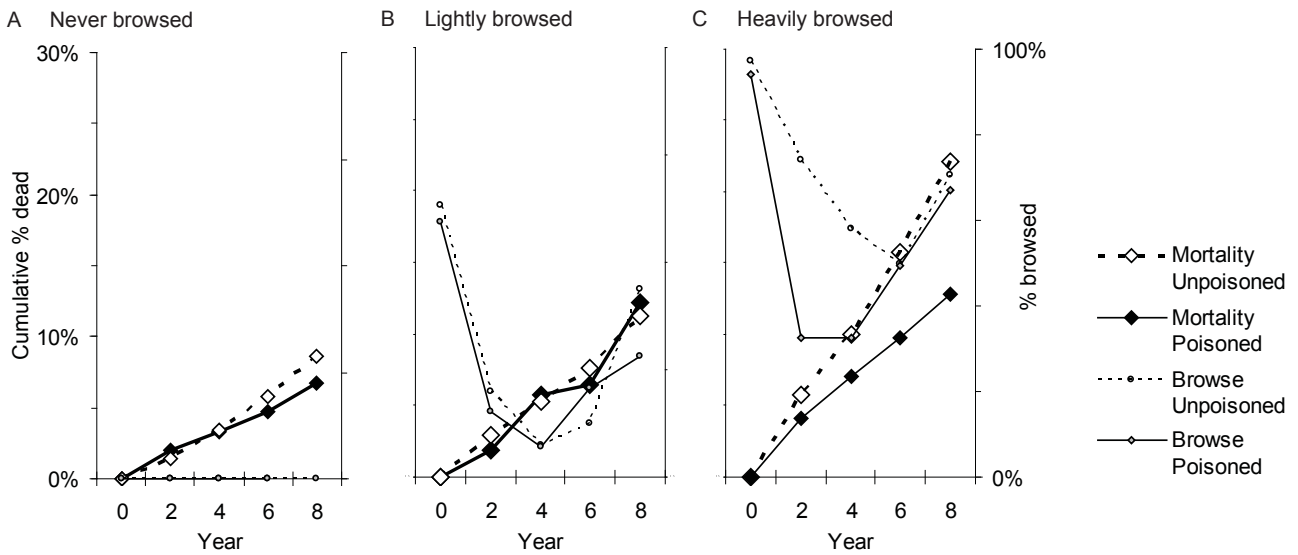 A Never browsed
B Lightly browsed
C Heavily browsed
30%
20%
10%
0%
Cumulative % dead
0 2 4 6 8
Year
0 2 4 6 8
Year
0 2 4 6 8
Year
100%
0%
% browsed
Mortality
Unpoisoned
Mortality
Poisoned
Browse
Unpoisoned
Browse
Poisoned